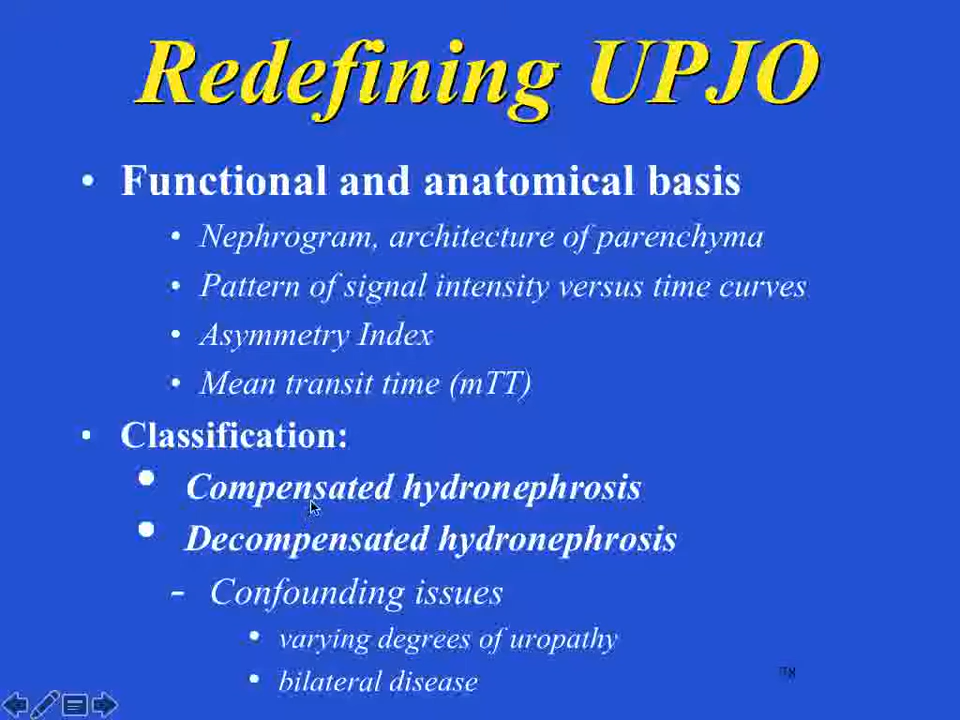 Redefining UPJO
• Functional and anatomical basis
• Nephrogram, architecture of parenchyma
• Pattern of signal intensity versus time curves
• Asymmetry Index
• Mean transit time (mTT)
• Classification:
• Compensated hydronephrosis
• Decompensated hydronephrosis
- Confounding issues
• varying degrees of uropathy
• bilateral disease